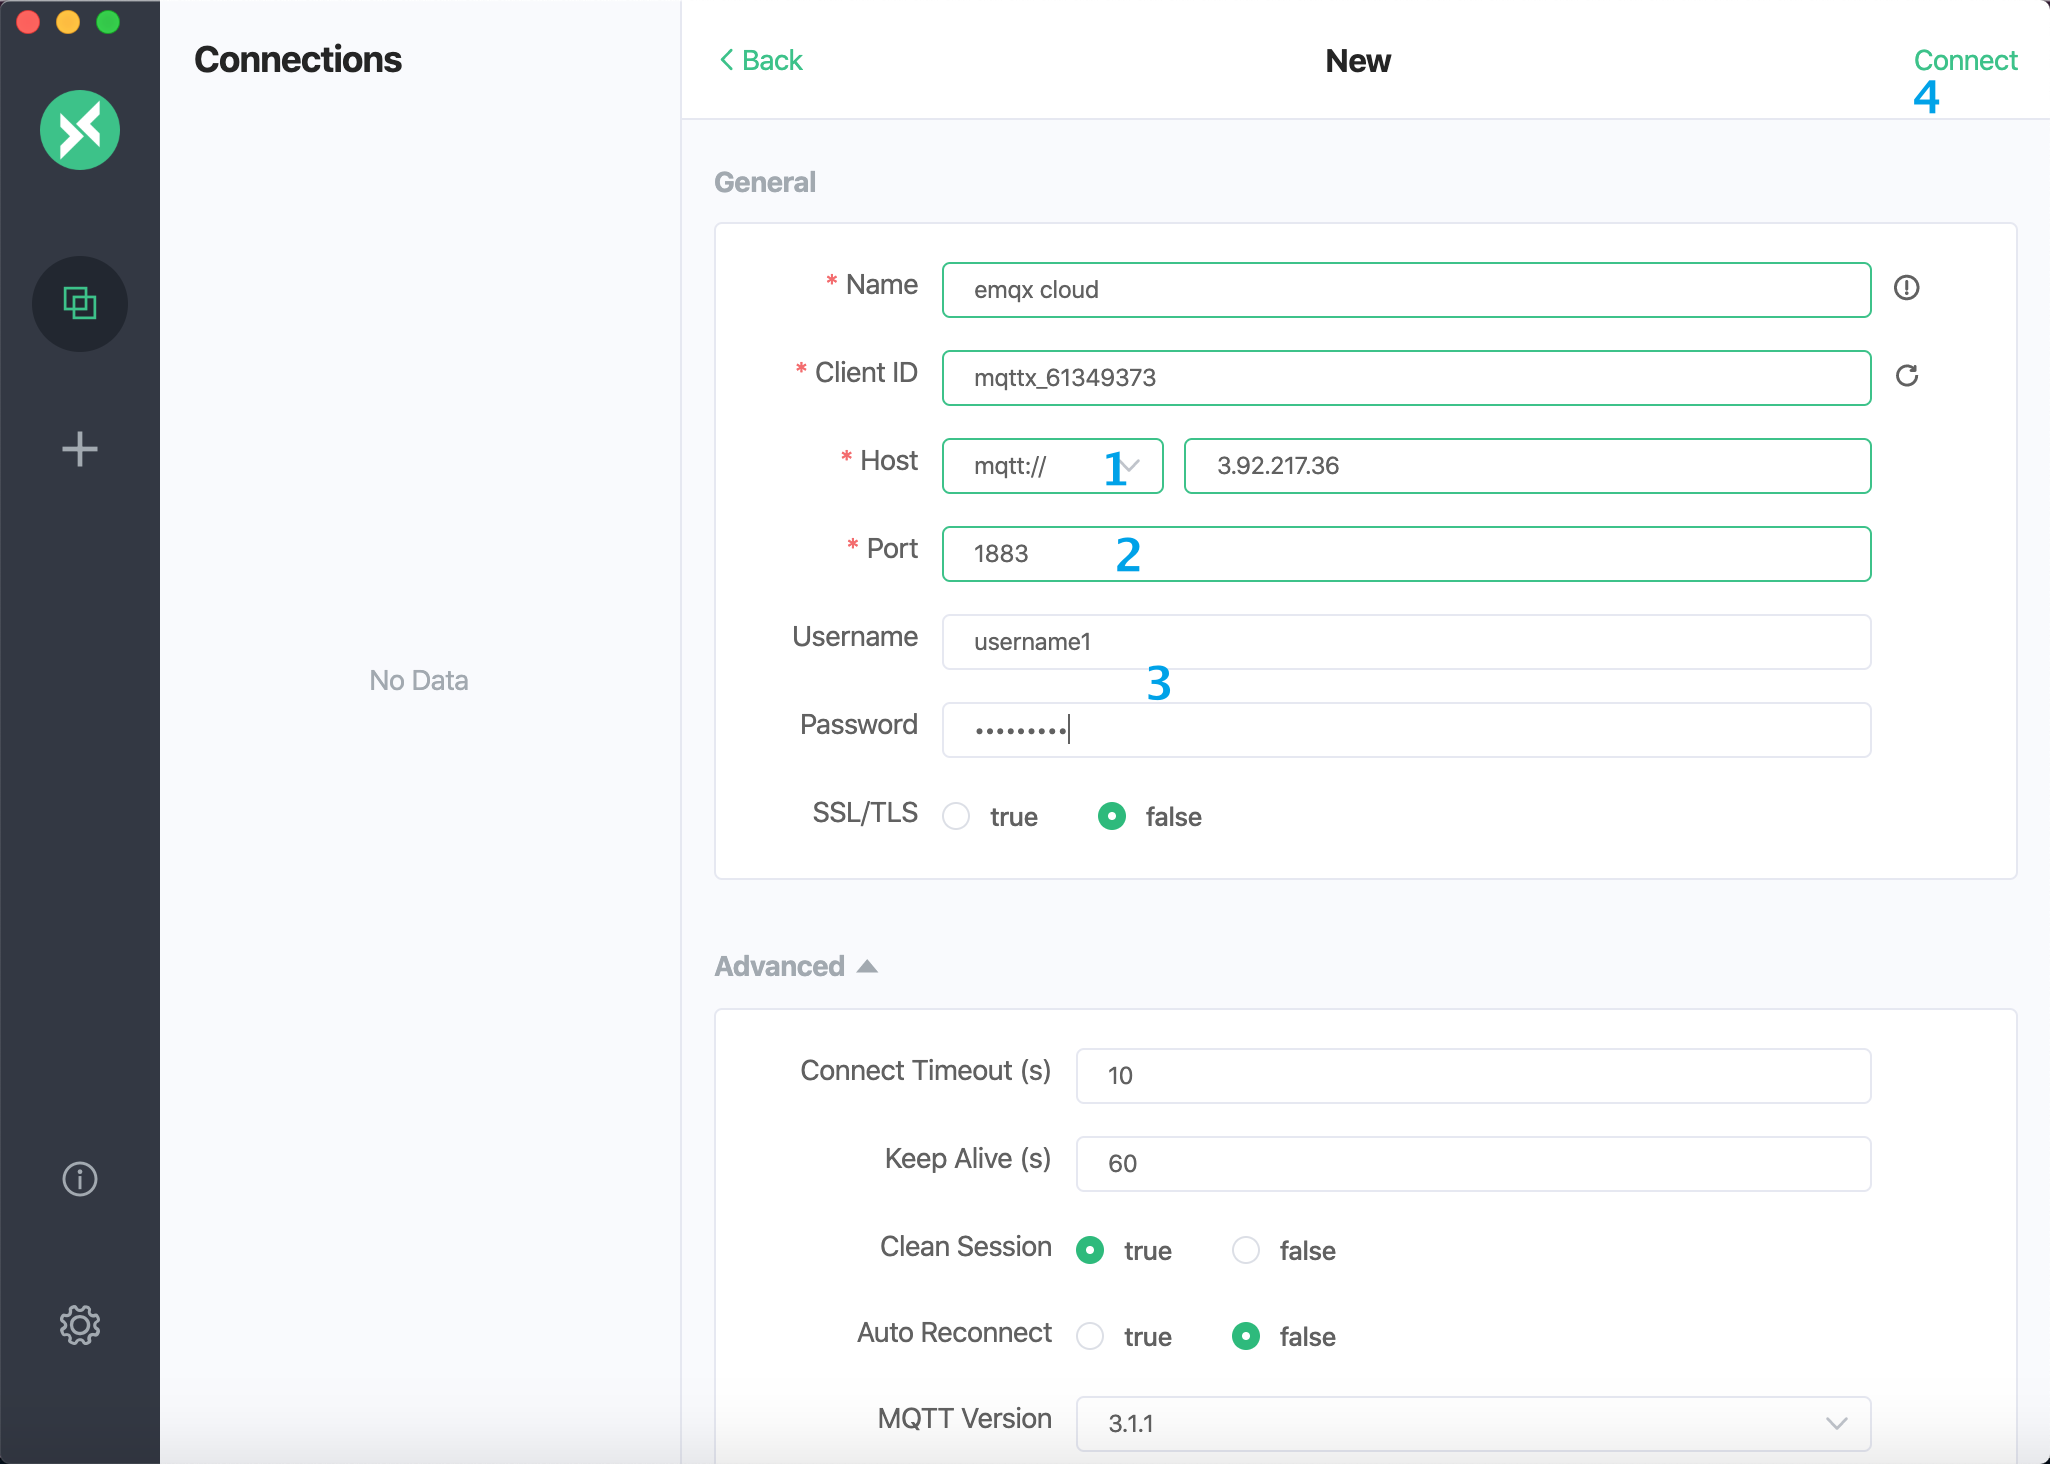 Connections
Back
New
Connect
4
General
* Name
emqx cloud
* Client ID
mqttx_61349373
* Host
mqtt://
1
3.92.217.36
* Port
1883
2
Username
username1
3
Password
•••••••••
SSL/TLS
true
false
No Data
Advanced
Connect Timeout (s)
10
Keep Alive (s)
60
Clean Session
true
false
Auto Reconnect
true
false
MQTT Version
3.1.1